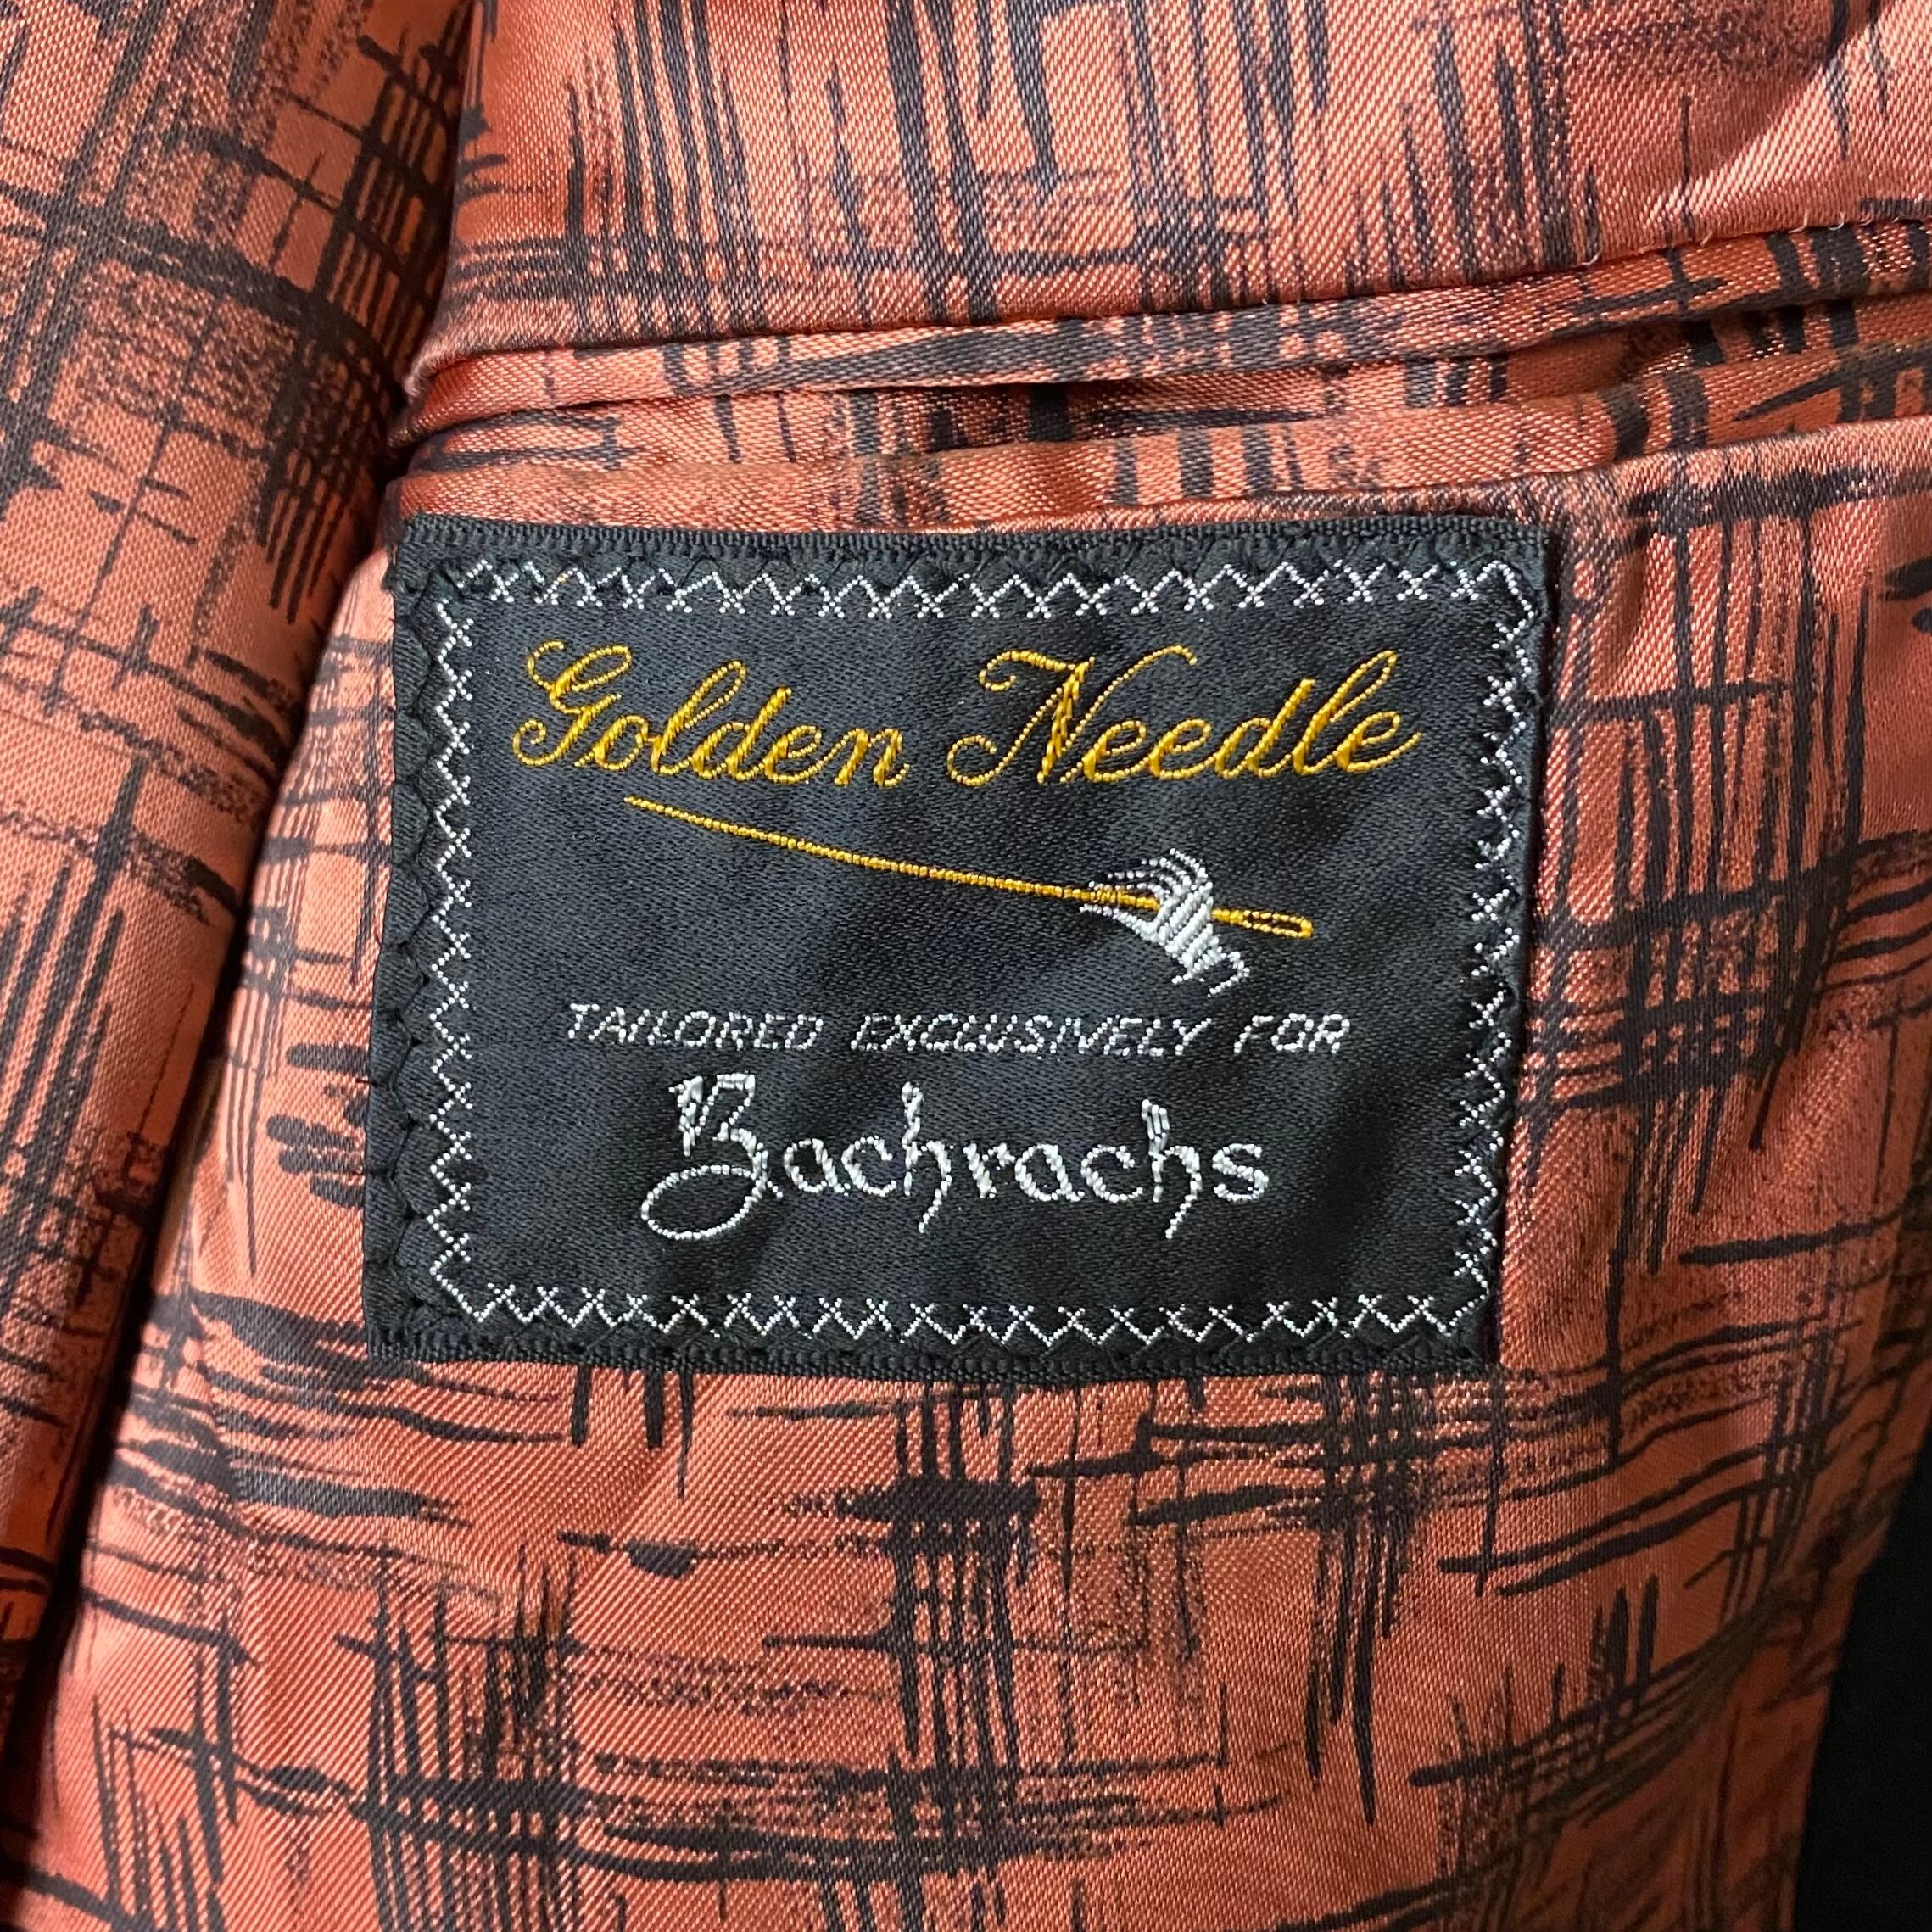 Golden Needle
TAILORED EXCLUSIVELY FOR
Bachrachs